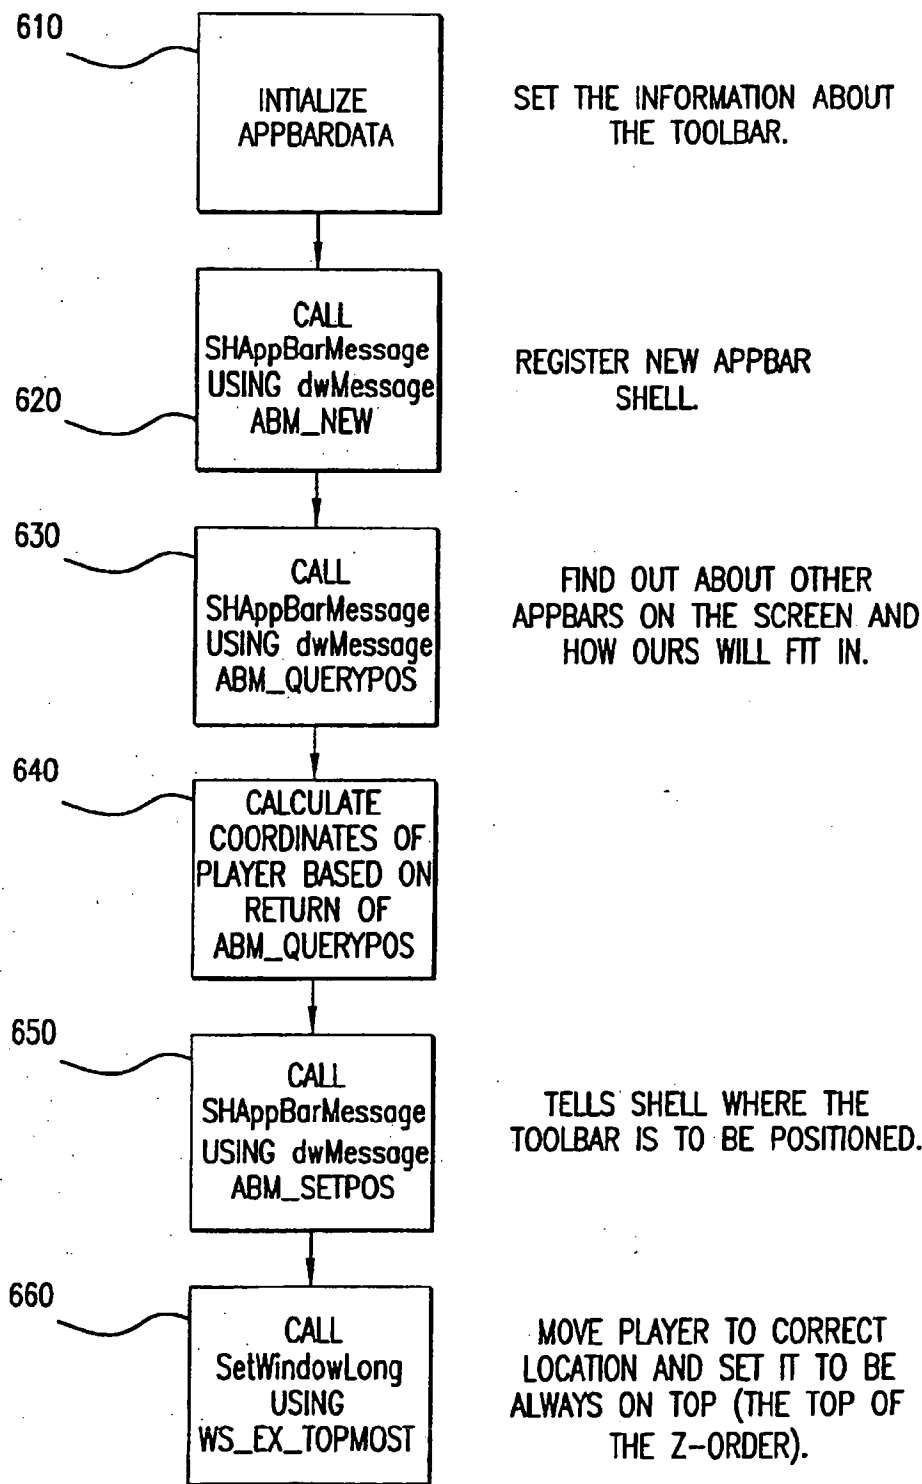 610
INTIALIZE
APPBARDATA
SET THE INFORMATION ABOUT
THE TOOLBAR.
CALL
SHAppBarMessage
USING dwMessage
ABM_NEW
620
REGISTER NEW APPBAR
SHELL.
630
CALL
SHAppBarMessage
USING dwMessage
ABM_QUERYPOS
FIND OUT ABOUT OTHER
APPBARS ON THE SCREEN AND
HOW OURS WILL FIT IN.
640
CALCULATE
COORDINATES OF
PLAYER BASED ON
RETURN OF
ABM_QUERYPOS
650
CALL
SHAppBarMessage
USING dwMessage
ABM_SETPOS
TELLS SHELL WHERE THE
TOOLBAR IS TO BE POSITIONED.
660
CALL
SetWindowLong
USING
WS_EX_TOPMOST
MOVE PLAYER TO CORRECT
LOCATION AND SET IT TO BE
ALWAYS ON TOP (THE TOP OF
THE Z-ORDER).